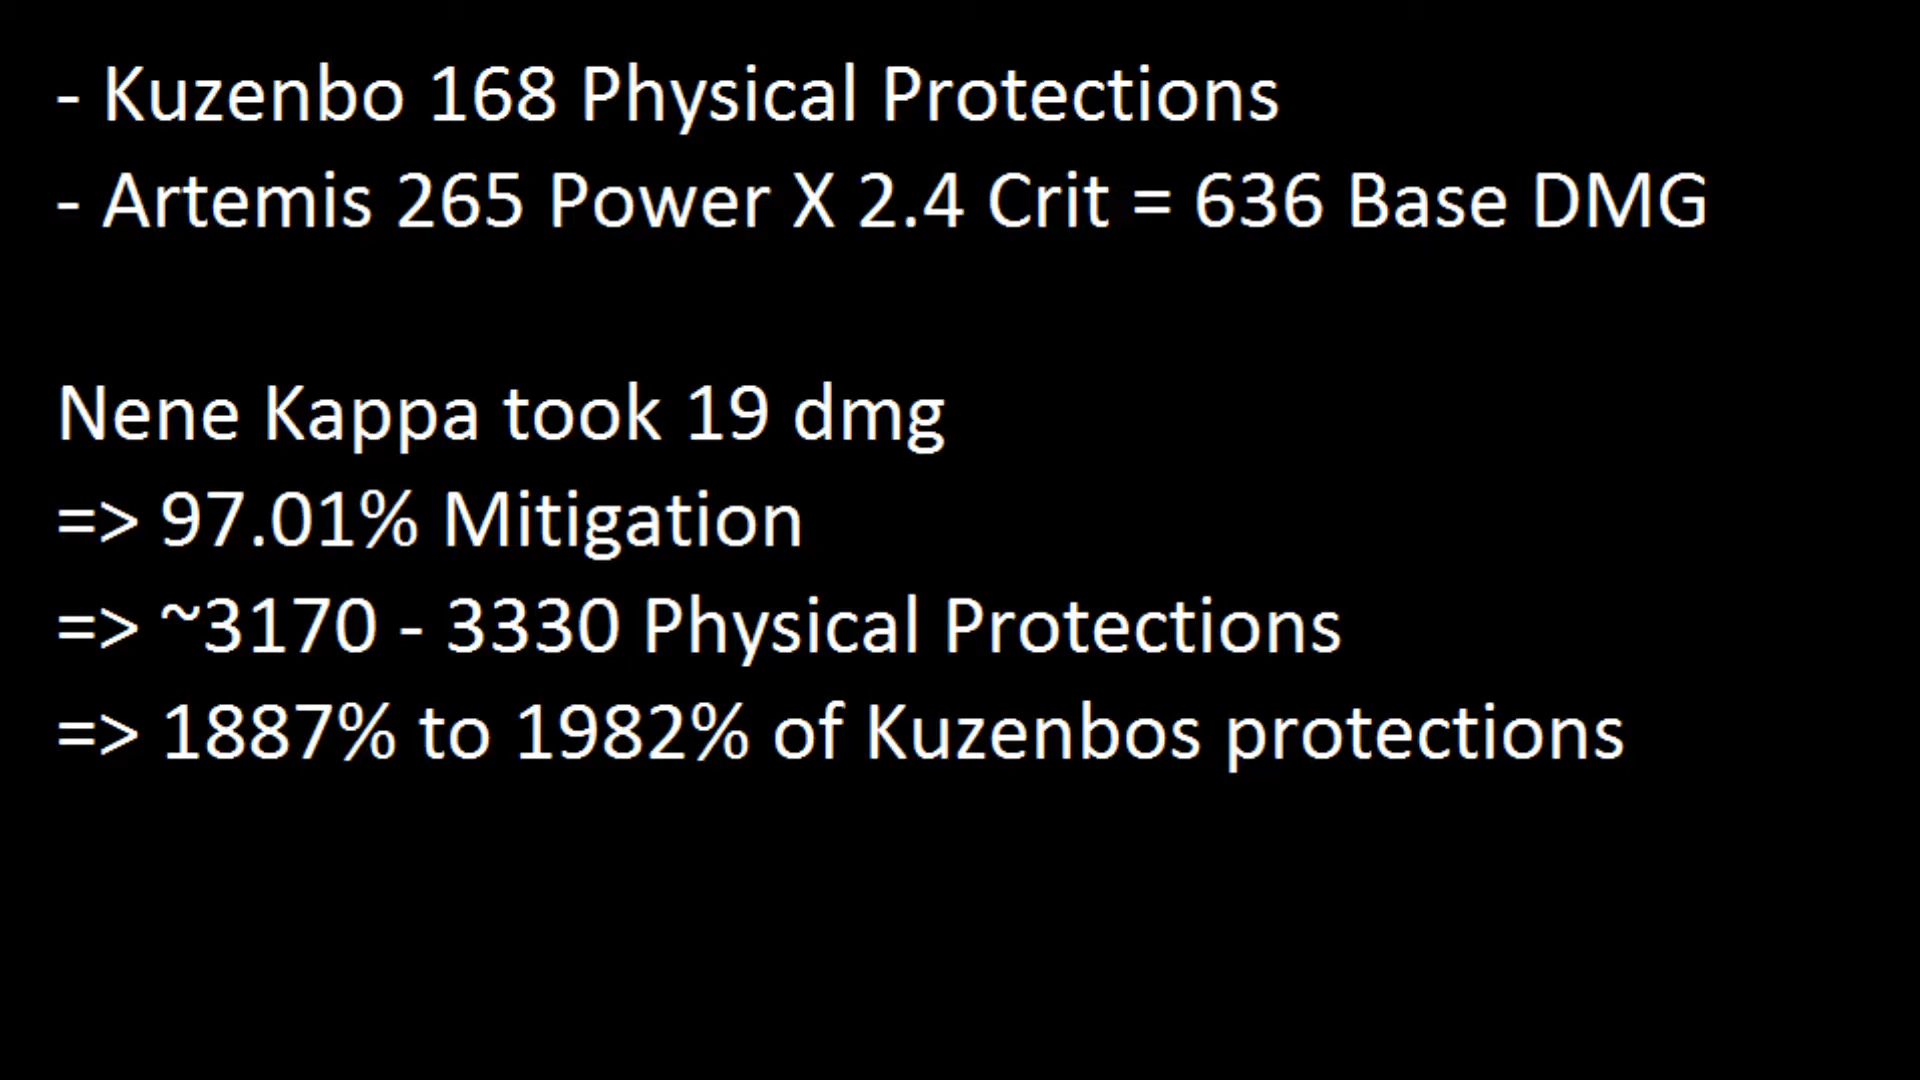 - Kuzenbo 168 Physical Protections
- Artemis 265 Power X 2.4 Crit = 636 Base DMG
Nene Kappa took 19 dmg
=> 97.01% Mitigation
=> ~3170 - 3330 Physical Protections
=> 1887% to 1982% of Kuzenbos protections